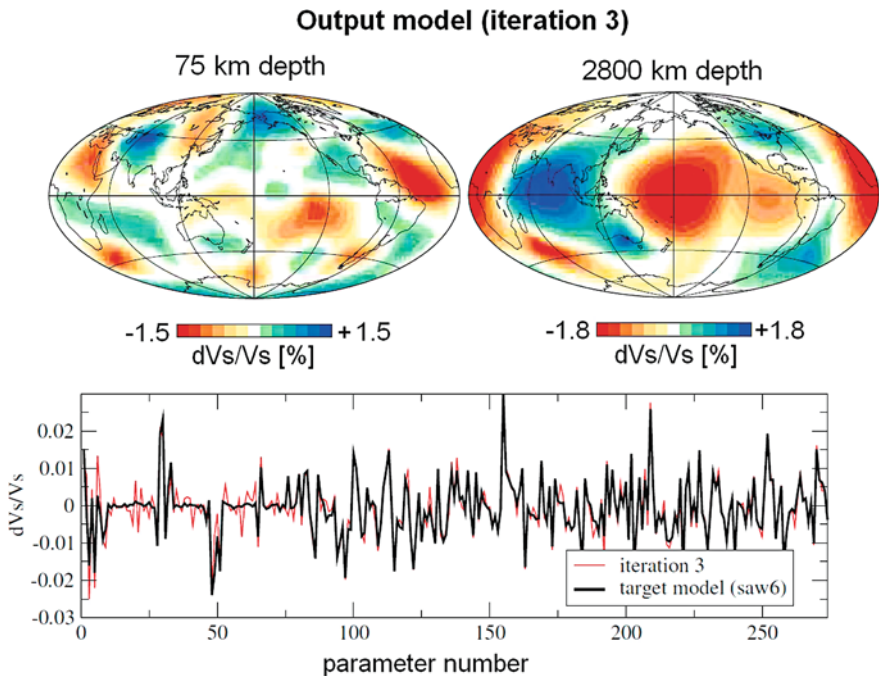 Output model (iteration 3)
75 km depth
2800 km depth
-1.5
+1.5
dVs/Vs [%]
-1.8
+1.8
dVs/Vs [%]
dVs/Vs
0.02
0.01
0
-0.01
-0.02
-0.03
iteration 3
target model (saw6)
0 50 100 150 200 250
parameter number